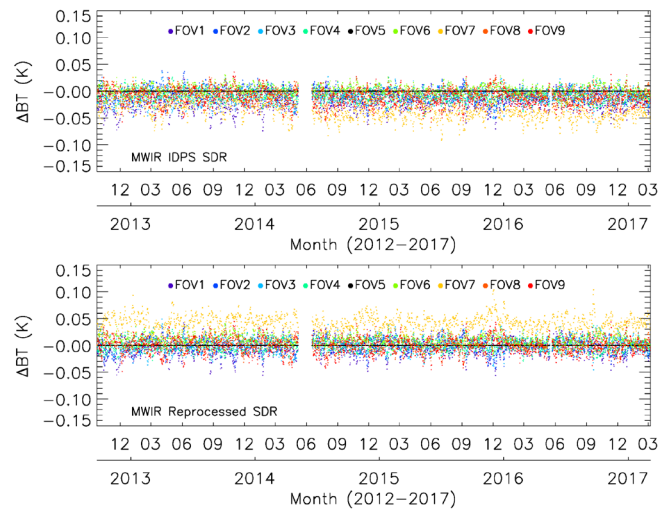 0.15
FOV1 FOV2 FOV3 FOV4 FOV5 FOV6 FOV7 FOV8 FOV9
0.10
0.05
-0.00
-0.05
-0.10
-0.15
ΔBT (K)
MWIR IDPS SDR
12 03 06 09 12 03 06 09 12 03 06 09 12 03 06 09 12 03
2013 2014 2015 2016 2017
Month (2012-2017)
0.15
FOV1 FOV2 FOV3 FOV4 FOV5 FOV6 FOV7 FOV8 FOV9
0.10
0.05
-0.00
-0.05
-0.10
-0.15
ΔBT (K)
MWIR Reprocessed SDR
12 03 06 09 12 03 06 09 12 03 06 09 12 03 06 09 12 03
2013 2014 2015 2016 2017
Month (2012-2017)